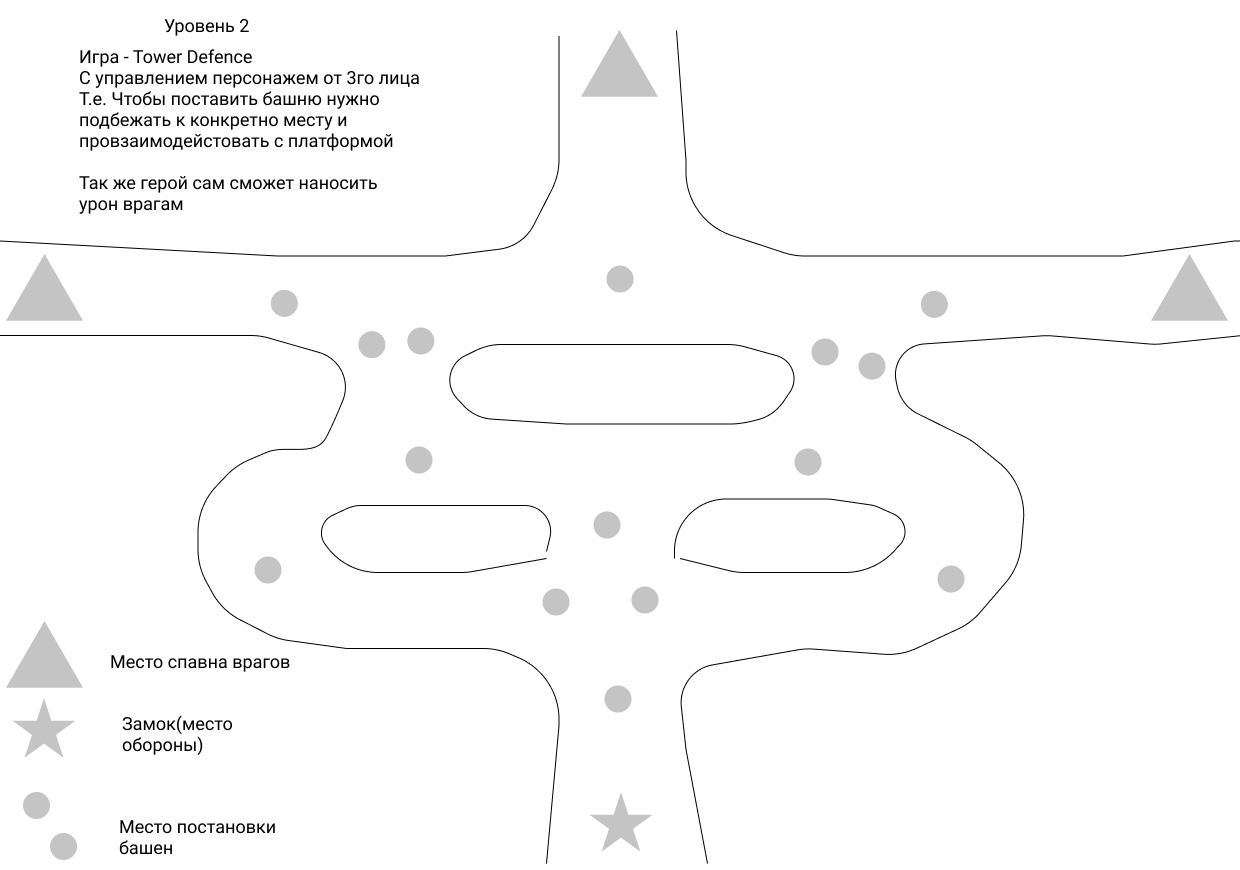 Уровень 2
Игра - Tower Defence
С управлением персонажем от 3го лица
Т.е. Чтобы поставить башню нужно
подбежать к конкретно месту и
провзаимодейстовать с платформой
Так же герой сам сможет наносить
урон врагам
Место спавна врагов
Замок(место
обороны)
Место постановки
башен